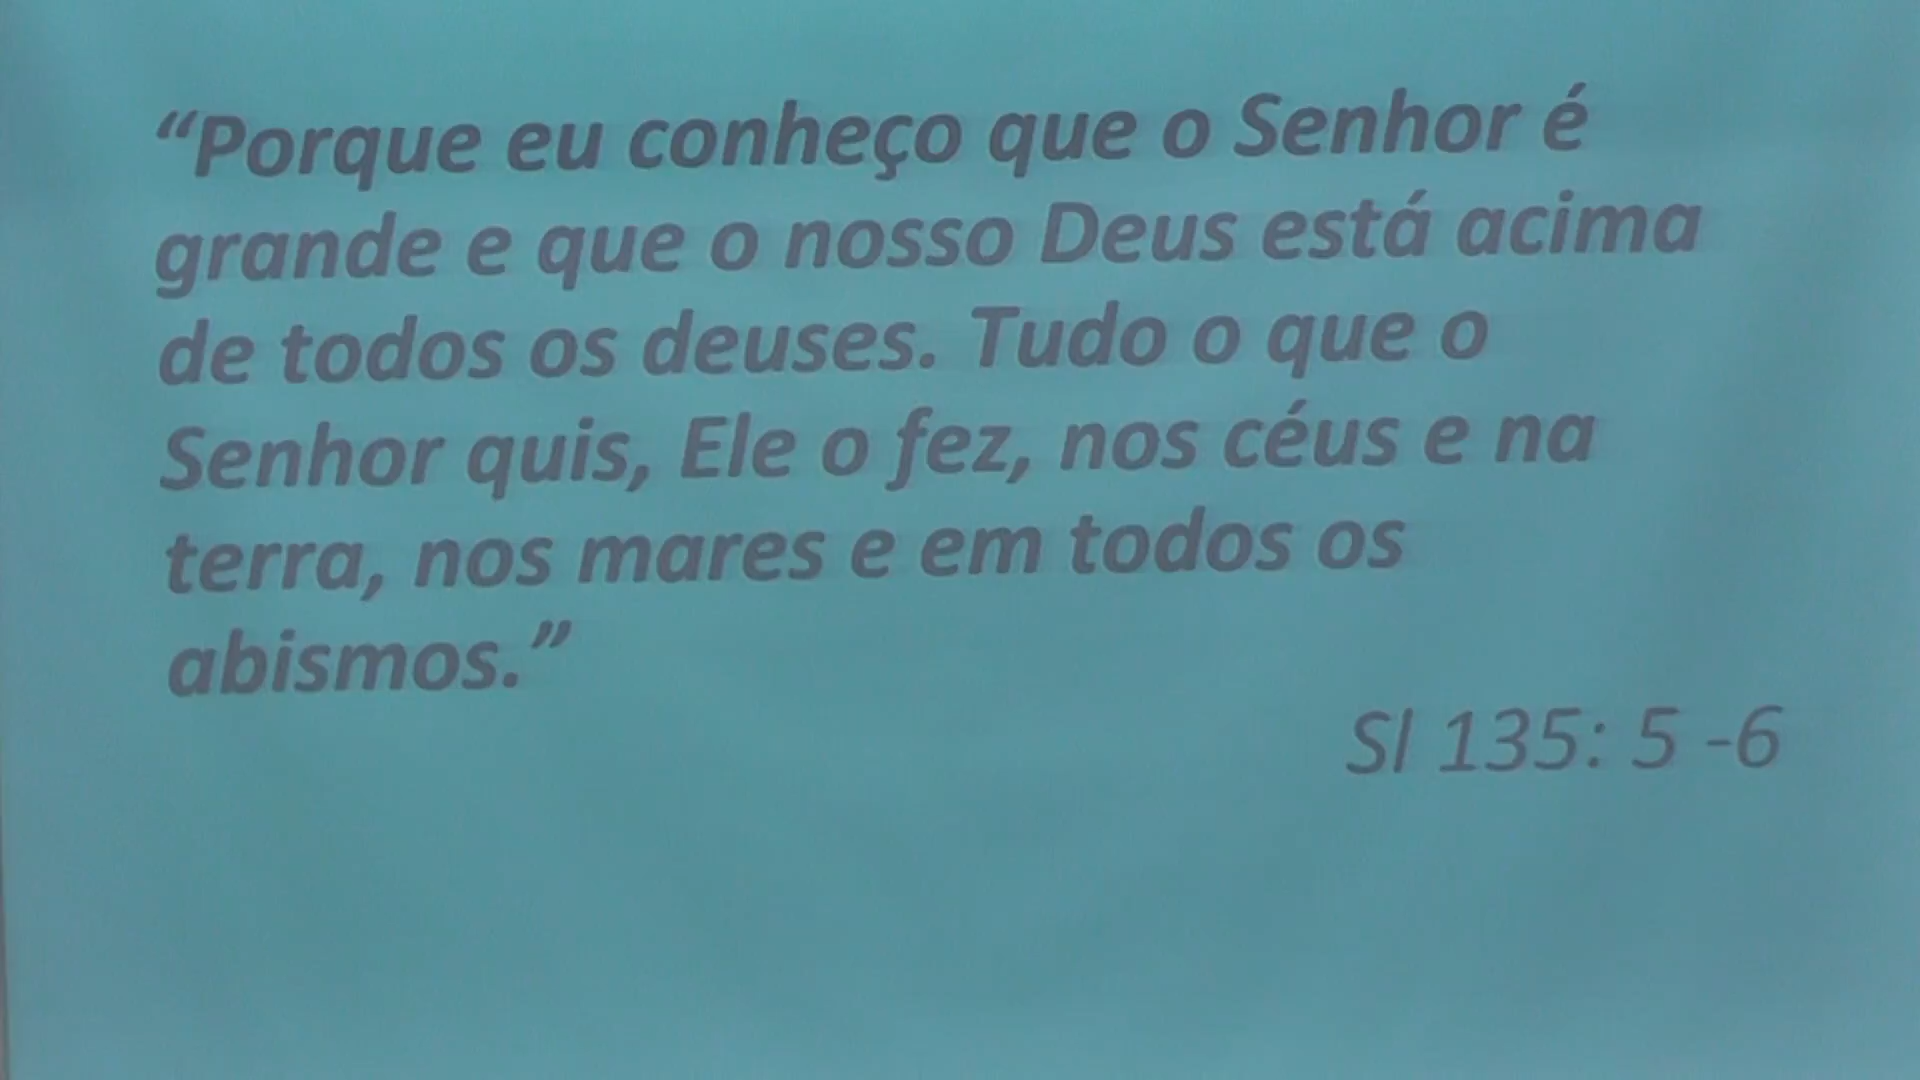 “Porque eu conheço que o Senhor é
grande e que o nosso Deus está acima
de todos os deuses. Tudo o que o
Senhor quis, Ele o fez, nos céus e na
terra, nos mares e em todos os
abismos.”
Sl 135: 5 -6